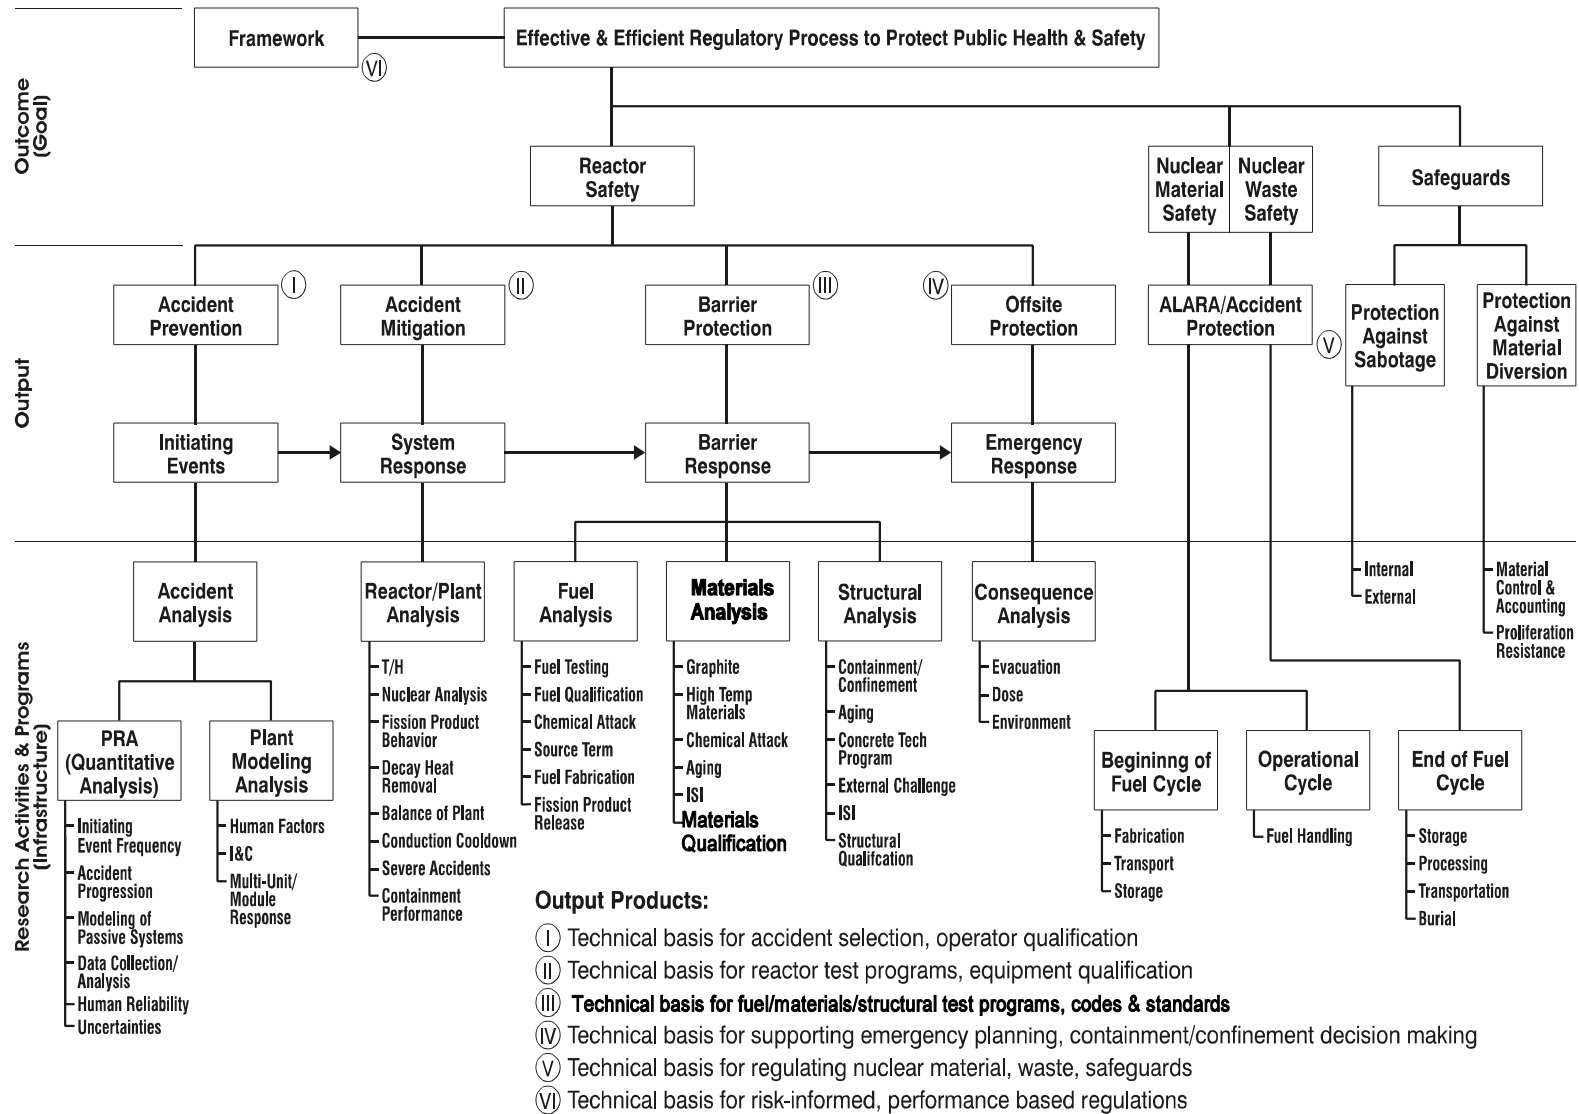 Outcome
(Goal)
Framework
VI
Effective & Efficient Regulatory Process to Protect Public Health & Safety
Reactor
Safety
Nuclear
Material
Safety
Nuclear
Waste
Safety
Safeguards
Output
Accident
Prevention
I
Accident
Mitigation
II
Barrier
Protection
III
IV
Offsite
Protection
ALARA/Accident
Protection
V
Protection
Against
Sabotage
Protection
Against
Material
Diversion
Initiating
Events
System
Response
Barrier
Response
Emergency
Response
Research Activities & Programs
(Infrastructure)
Accident
Analysis
Reactor/Plant
Analysis
Fuel
Analysis
Materials
Analysis
Structural
Analysis
Consequence
Analysis
Internal
External
Material
Control &
Accounting
Proliferation
Resistance
PRA
(Quantitative
Analysis)
Initiating
Event Frequency
Accident
Progression
Modeling of
Passive Systems
Data Collection/
Analysis
Human Reliability
Uncertainties
Plant
Modeling
Analysis
Human Factors
I&C
Multi-Unit/
Module
Response
T/H
Nuclear Analysis
Fission Product
Behavior
Decay Heat
Removal
Balance of Plant
Conduction Cooldown
Severe Accidents
Containment
Performance
Fuel Testing
Fuel Qualification
Chemical Attack
Source Term
Fuel Fabrication
Fission Product
Release
Graphite
High Temp
Materials
Chemical Attack
Aging
ISI
Materials
Qualification
Containment/
Confinement
Aging
Concrete Tech
Program
External Challenge
ISI
Structural
Qualifcation
Evacuation
Dose
Environment
Begininng of
Fuel Cycle
Fabrication
Transport
Storage
Operational
Cycle
Fuel Handling
End of Fuel
Cycle
Storage
Processing
Transportation
Burial
Output Products:
I Technical basis for accident selection, operator qualification
II Technical basis for reactor test programs, equipment qualification
III Technical basis for fuel/materials/structural test programs, codes & standards
IV Technical basis for supporting emergency planning, containment/confinement decision making
V Technical basis for regulating nuclear material, waste, safeguards
VI Technical basis for risk-informed, performance based regulations